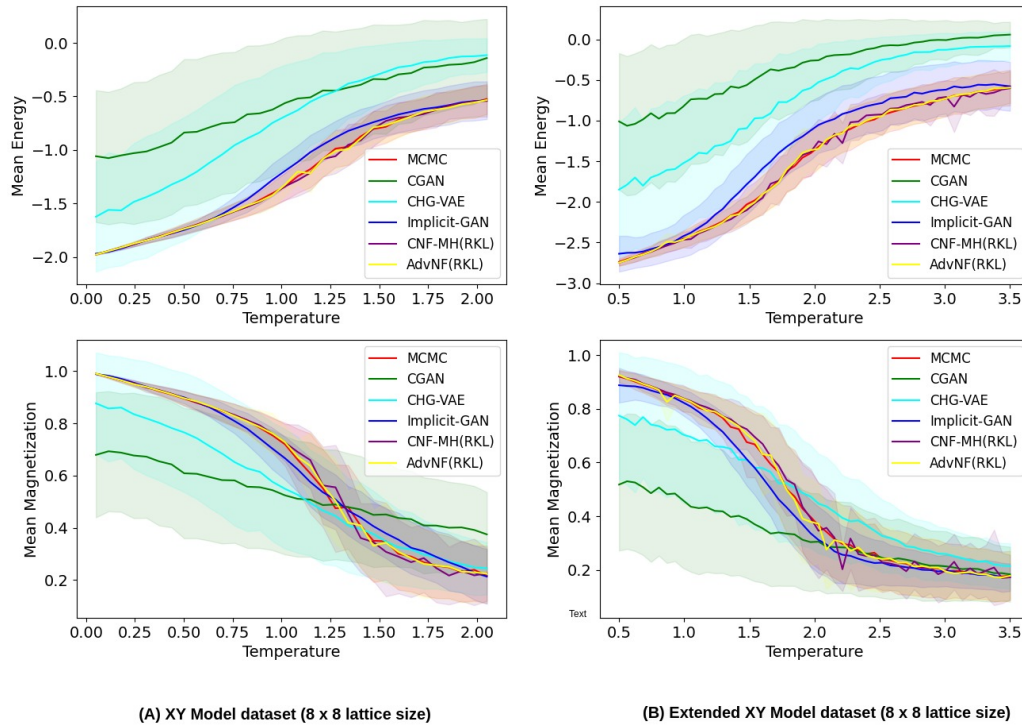 0.0
−0.5
−1.0
−1.5
−2.0
Mean Energy
0.00 0.25 0.50 0.75 1.00 1.25 1.50 1.75 2.00
Temperature
MCMC
CGAN
CHG-VAE
Implicit-GAN
CNF-MH(RKL)
AdvNF(RKL)
0.0
−0.5
−1.0
−1.5
−2.0
−2.5
−3.0
Mean Energy
0.5 1.0 1.5 2.0 2.5 3.0 3.5
Temperature
MCMC
CGAN
CHG-VAE
Implicit-GAN
CNF-MH(RKL)
AdvNF(RKL)
1.0
0.8
0.6
0.4
0.2
Mean Magnetization
0.00 0.25 0.50 0.75 1.00 1.25 1.50 1.75 2.00
Temperature
MCMC
CGAN
CHG-VAE
Implicit-GAN
CNF-MH(RKL)
AdvNF(RKL)
1.0
0.8
0.6
0.4
0.2
Mean Magnetization
Text
0.5 1.0 1.5 2.0 2.5 3.0 3.5
Temperature
MCMC
CGAN
CHG-VAE
Implicit-GAN
CNF-MH(RKL)
AdvNF(RKL)
(A) XY Model dataset (8 x 8 lattice size)
(B) Extended XY Model dataset (8 x 8 lattice size)